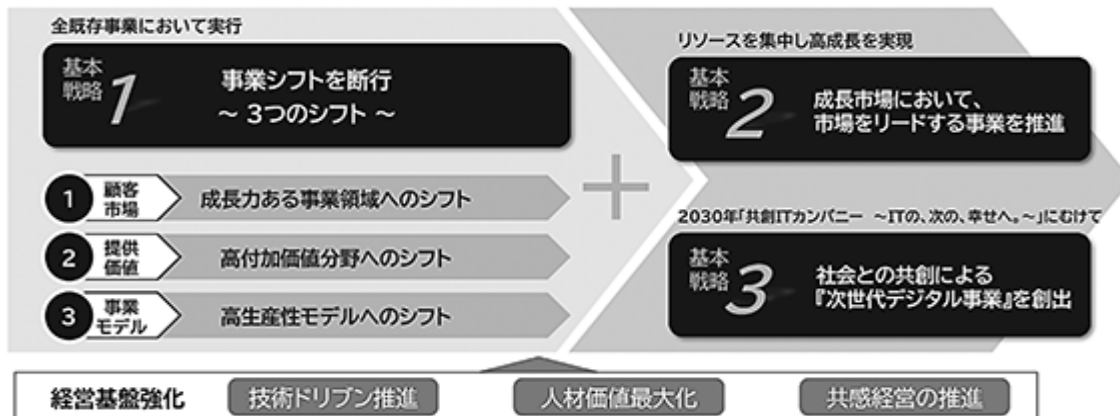 全既存事業において実行
基本
戦略
1
事業シフトを断行
～ 3つのシフト ～
1
顧客
市場
成長力ある事業領域へのシフト
2
提供
価値
高付加価値分野へのシフト
3
事業
モデル
高生産性モデルへのシフト
+
リソースを集中し高成長を実現
基本
戦略
2
成長市場において、
市場をリードする事業を推進
2030年「共創ITカンパニー ～ITの、次の、幸せへ。～」にむけて
基本
戦略
3
社会との共創による
『次世代デジタル事業』を創出
経営基盤強化
技術ドリブン推進
人材価値最大化
共感経営の推進